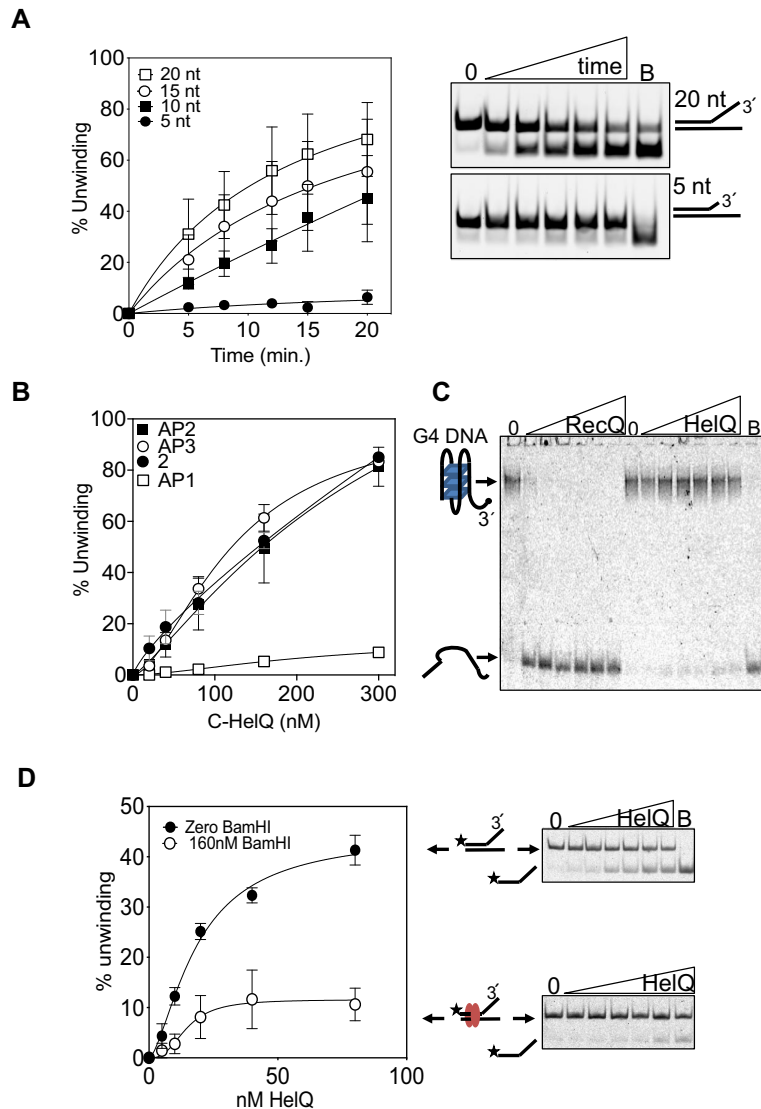 A
100
80
60
40
20
0
% Unwinding
20 nt
15 nt
10 nt
5 nt
0 5 10 15 20
Time (min.)
0 time B
20 nt
3´
5 nt
3´
B
100
80
60
40
20
0
% Unwinding
AP2
AP3
2
AP1
0 100 200 300
C-HelQ (nM)
C
0 RecQ 0 HelQ B
G4 DNA
3´
D
50
40
30
20
10
0
% unwinding
Zero BamHI
160nM BamHI
0 50 100
nM HelQ
3´
0 HelQ B
3´
0 HelQ